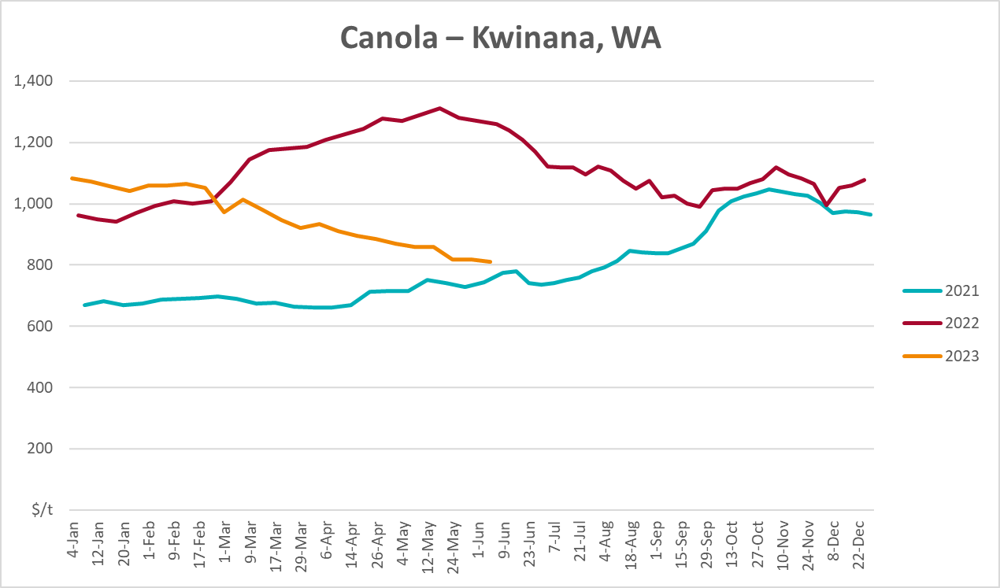 Canola – Kwinana, WA
1,400
1,200
1,000
800
600
400
200
$/t
4-Jan
12-Jan
20-Jan
1-Feb
9-Feb
17-Feb
1-Mar
9-Mar
17-Mar
29-Mar
6-Apr
14-Apr
26-Apr
4-May
12-May
24-May
1-Jun
9-Jun
23-Jun
7-Jul
21-Jul
4-Aug
18-Aug
1-Sep
15-Sep
29-Sep
13-Oct
27-Oct
10-Nov
24-Nov
8-Dec
22-Dec
2021
2022
2023